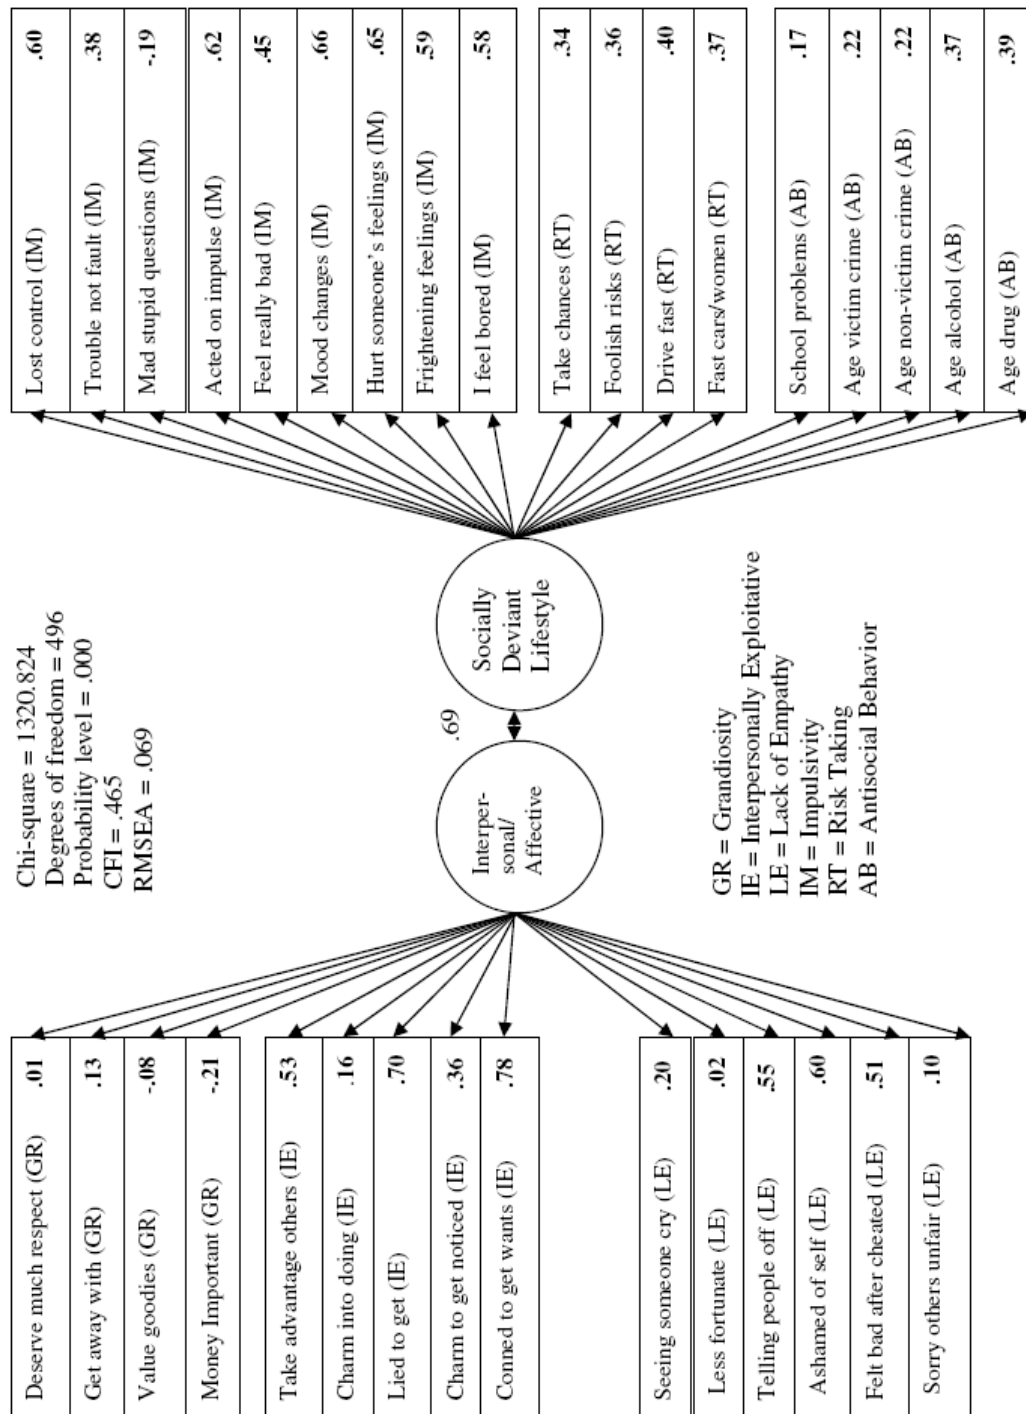 Deserve much respect (GR) .01
Get away with (GR) .13
Value goodies (GR) -.08
Money Important (GR) -.21
Take advantage others (IE) .53
Charm into doing (IE) .16
Lied to get (IE) .70
Charm to get noticed (IE) .36
Conned to get wants (IE) .78
Seeing someone cry (LE) .20
Less fortunate (LE) .02
Telling people off (LE) .55
Ashamed of self (LE) .60
Felt bad after cheated (LE) .51
Sorry others unfair (LE) .10
Chi-square = 1320.824
Degrees of freedom = 496
Probability level = .000
CFI = .465
RMSEA = .069
Interper-
sonal/
Affective
.69
Socially
Deviant
Lifestyle
GR = Grandiosity
IE = Interpersonally Exploitative
LE = Lack of Empathy
IM = Impulsivity
RT = Risk Taking
AB = Antisocial Behavior
Lost control (IM) .60
Trouble not fault (IM) .38
Mad stupid questions (IM) -.19
Acted on impulse (IM) .62
Feel really bad (IM) .45
Mood changes (IM) .66
Hurt someone's feelings (IM) .65
Frightening feelings (IM) .59
I feel bored (IM) .58
Take chances (RT) .34
Foolish risks (RT) .36
Drive fast (RT) .40
Fast cars/women (RT) .37
School problems (AB) .17
Age victim crime (AB) .22
Age non-victim crime (AB) .22
Age alcohol (AB) .37
Age drug (AB) .39